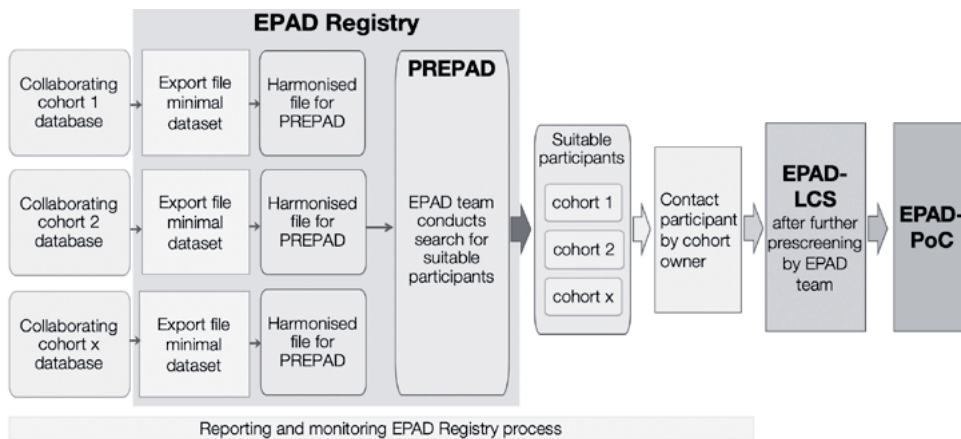 EPAD Registry
Collaborating
cohort 1
database
Export file
minimal
dataset
Harmonised
file for
PREPAD
Collaborating
cohort 2
database
Export file
minimal
dataset
Harmonised
file for
PREPAD
Collaborating
cohort x
database
Export file
minimal
dataset
Harmonised
file for
PREPAD
PREPAD
EPAD team
conducts
search for
suitable
participants
Suitable
participants
cohort 1
cohort 2
cohort x
Contact
participant
by cohort
owner
EPAD-
LCS
after further
prescreening
by EPAD
team
EPAD-
PoC
Reporting and monitoring EPAD Registry process